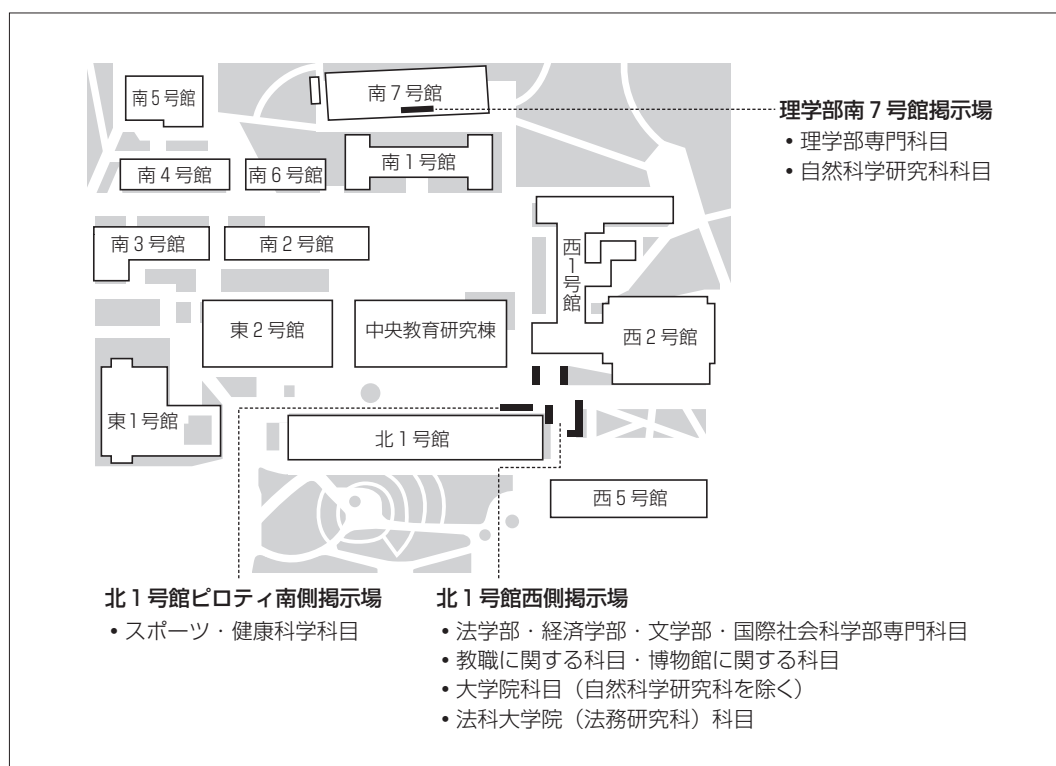 南5号館
南7号館
理学部南7号館掲示場
• 理学部専門科目
• 自然科学研究科科目
南4号館
南6号館
南1号館
南3号館
南2号館
西1号館
東2号館
中央教育研究棟
西2号館
東1号館
北1号館
西5号館
北1号館ピロティ南側掲示場
• スポーツ・健康科学科目
北1号館西側掲示場
• 法学部・経済学部・文学部・国際社会科学部専門科目
• 教職に関する科目・博物館に関する科目
• 大学院科目（自然科学研究科を除く）
• 法科大学院（法務研究科）科目